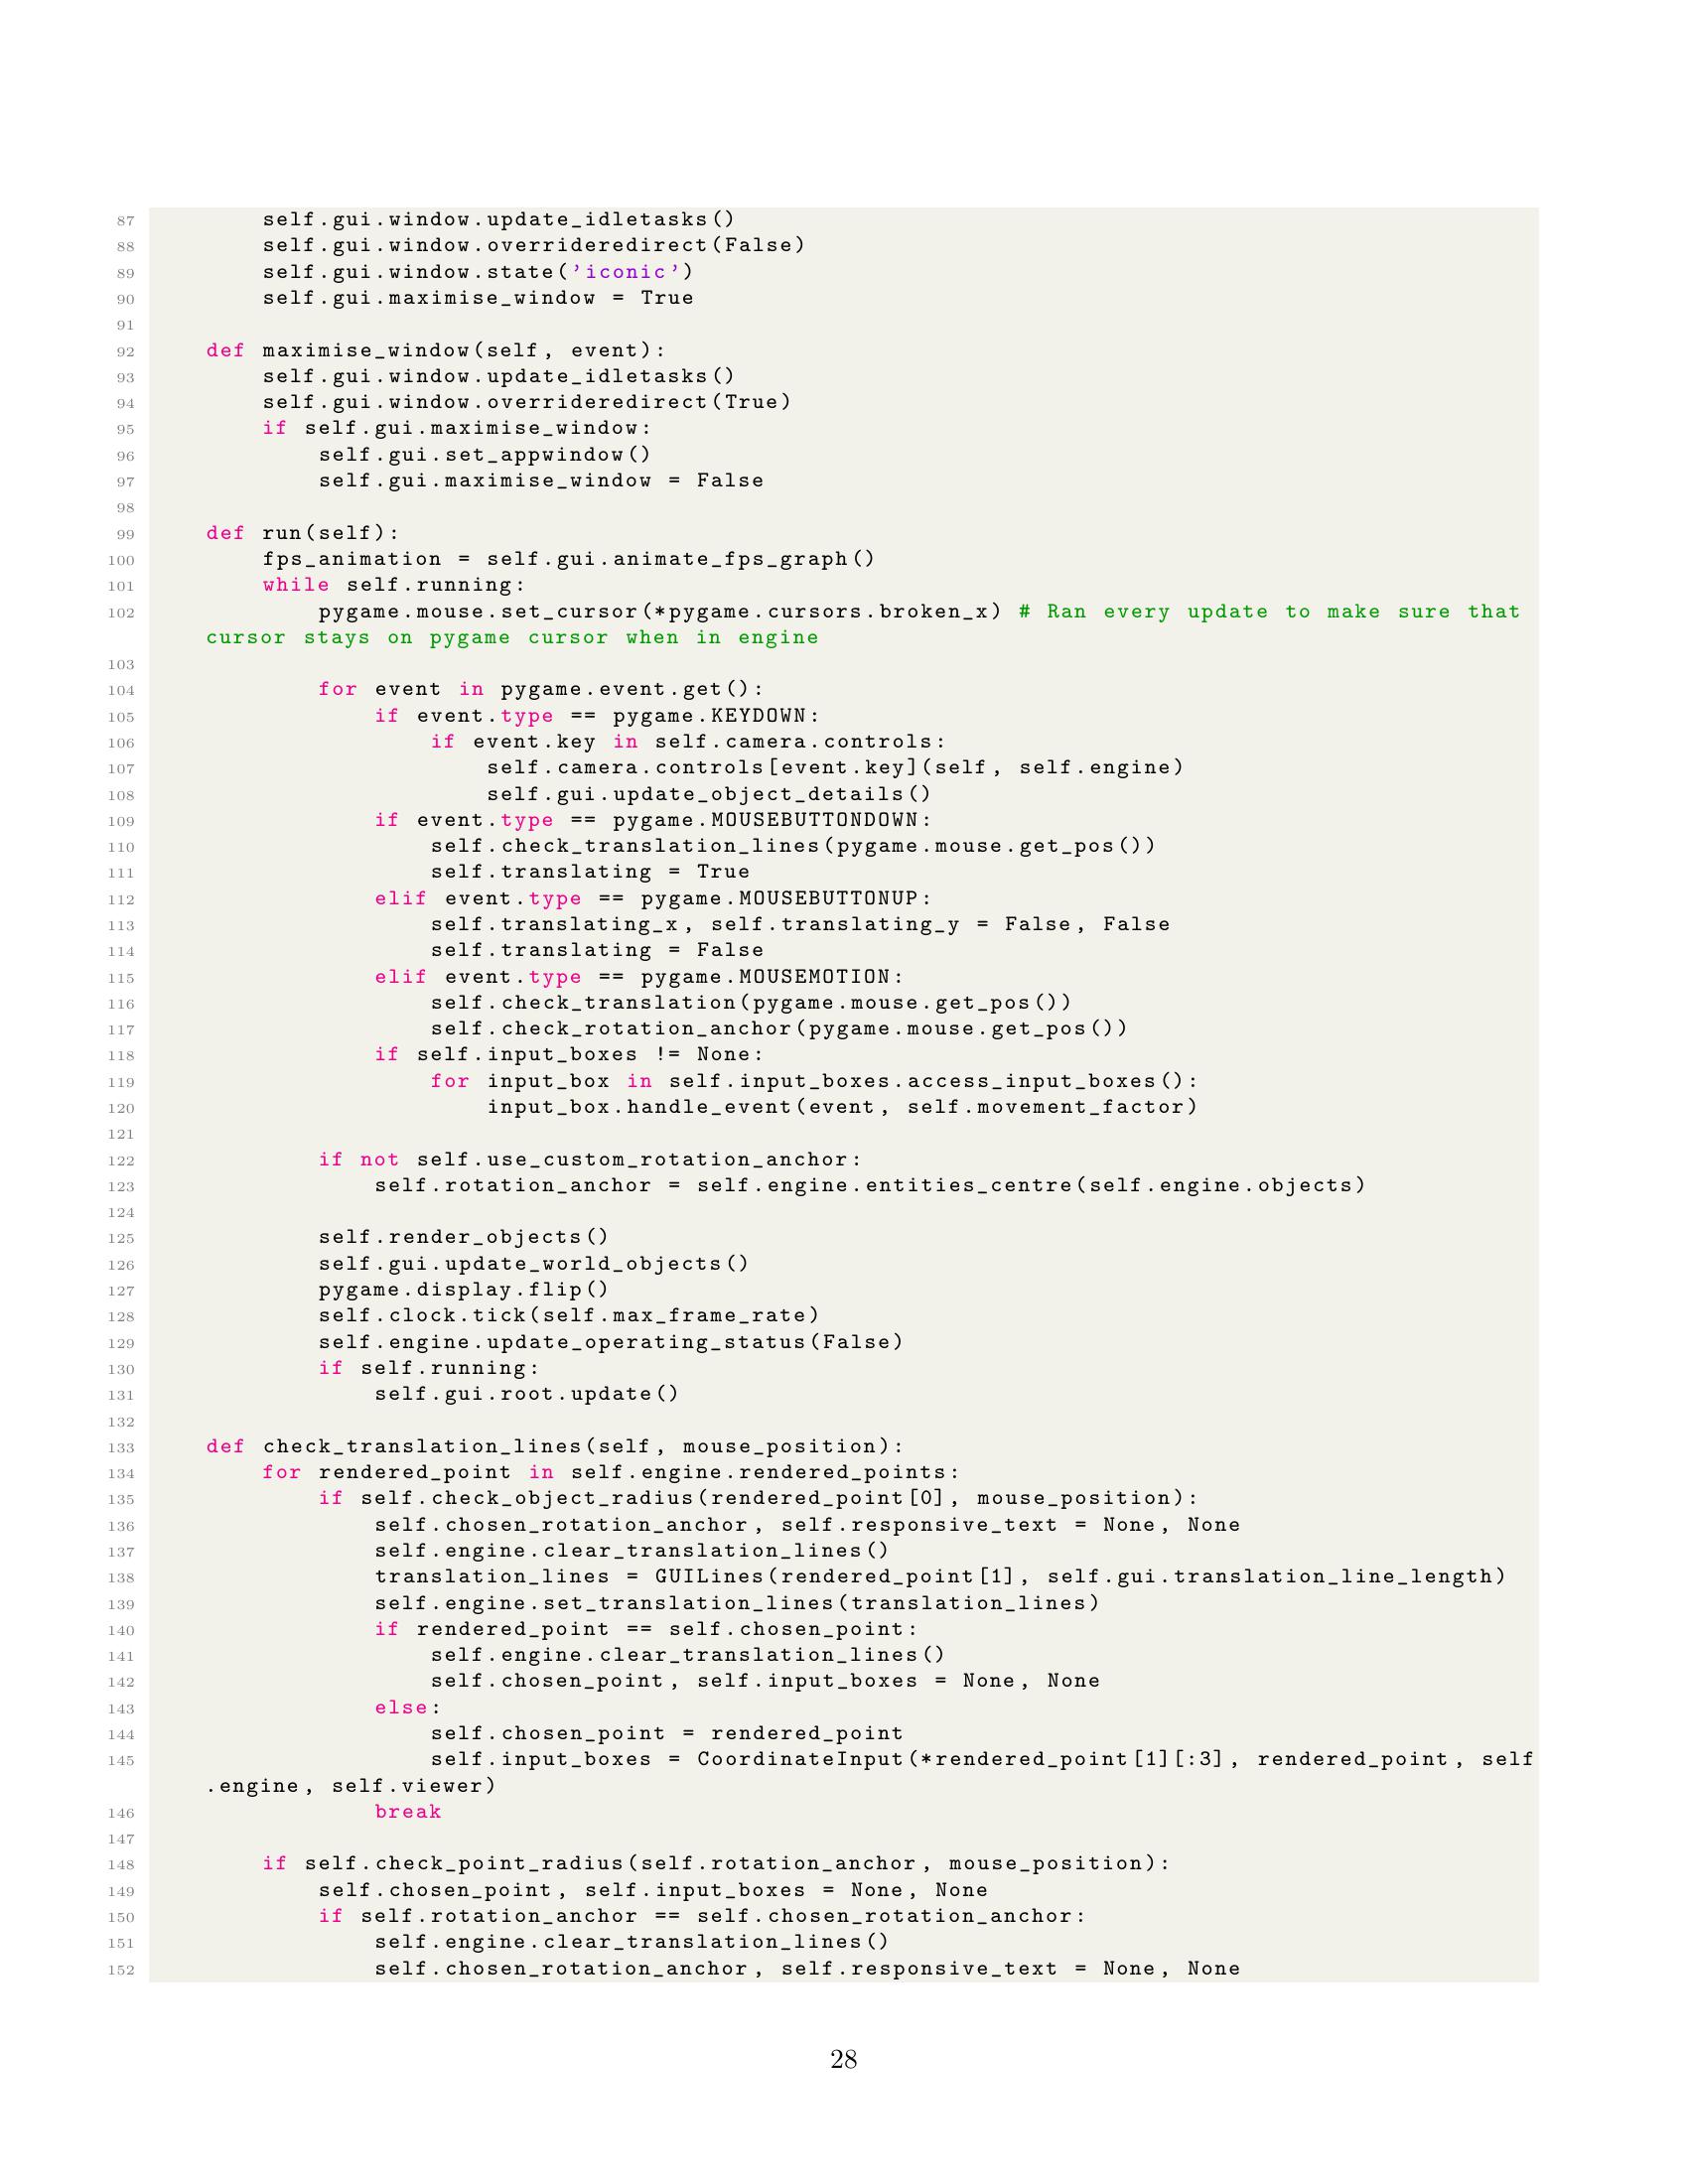 87         self.gui.window.update_idletasks()
88         self.gui.window.overrideredirect(False)
89         self.gui.window.state('iconic')
90         self.gui.maximise_window = True
91
92     def maximise_window(self, event):
93         self.gui.window.update_idletasks()
94         self.gui.window.overrideredirect(True)
95         if self.gui.maximise_window:
96             self.gui.set_appwindow()
97             self.gui.maximise_window = False
98
99     def run(self):
100         fps_animation = self.gui.animate_fps_graph()
101         while self.running:
102             pygame.mouse.set_cursor(*pygame.cursors.broken_x) # Ran every update to make sure that
    cursor stays on pygame cursor when in engine
103
104             for event in pygame.event.get():
105                 if event.type == pygame.KEYDOWN:
106                     if event.key in self.camera.controls:
107                         self.camera.controls[event.key](self, self.engine)
108                         self.gui.update_object_details()
109                 if event.type == pygame.MOUSEBUTTONDOWN:
110                     self.check_translation_lines(pygame.mouse.get_pos())
111                     self.translating = True
112                 elif event.type == pygame.MOUSEBUTTONUP:
113                     self.translating_x, self.translating_y = False, False
114                     self.translating = False
115                 elif event.type == pygame.MOUSEMOTION:
116                     self.check_translation(pygame.mouse.get_pos())
117                     self.check_rotation_anchor(pygame.mouse.get_pos())
118                 if self.input_boxes != None:
119                     for input_box in self.input_boxes.access_input_boxes():
120                         input_box.handle_event(event, self.movement_factor)
121
122             if not self.use_custom_rotation_anchor:
123                 self.rotation_anchor = self.engine.entities_centre(self.engine.objects)
124
125             self.render_objects()
126             self.gui.update_world_objects()
127             pygame.display.flip()
128             self.clock.tick(self.max_frame_rate)
129             self.engine.update_operating_status(False)
130             if self.running:
131                 self.gui.root.update()
132
133     def check_translation_lines(self, mouse_position):
134         for rendered_point in self.engine.rendered_points:
135             if self.check_object_radius(rendered_point[0], mouse_position):
136                 self.chosen_rotation_anchor, self.responsive_text = None, None
137                 self.engine.clear_translation_lines()
138                 translation_lines = GUILines(rendered_point[1], self.gui.translation_line_length)
139                 self.engine.set_translation_lines(translation_lines)
140                 if rendered_point == self.chosen_point:
141                     self.engine.clear_translation_lines()
142                     self.chosen_point, self.input_boxes = None, None
143                 else:
144                     self.chosen_point = rendered_point
145                     self.input_boxes = CoordinateInput(*rendered_point[1][:3], rendered_point, self
    .engine, self.viewer)
146                 break
147
148         if self.check_point_radius(self.rotation_anchor, mouse_position):
149             self.chosen_point, self.input_boxes = None, None
150             if self.rotation_anchor == self.chosen_rotation_anchor:
151                 self.engine.clear_translation_lines()
152                 self.chosen_rotation_anchor, self.responsive_text = None, None
28